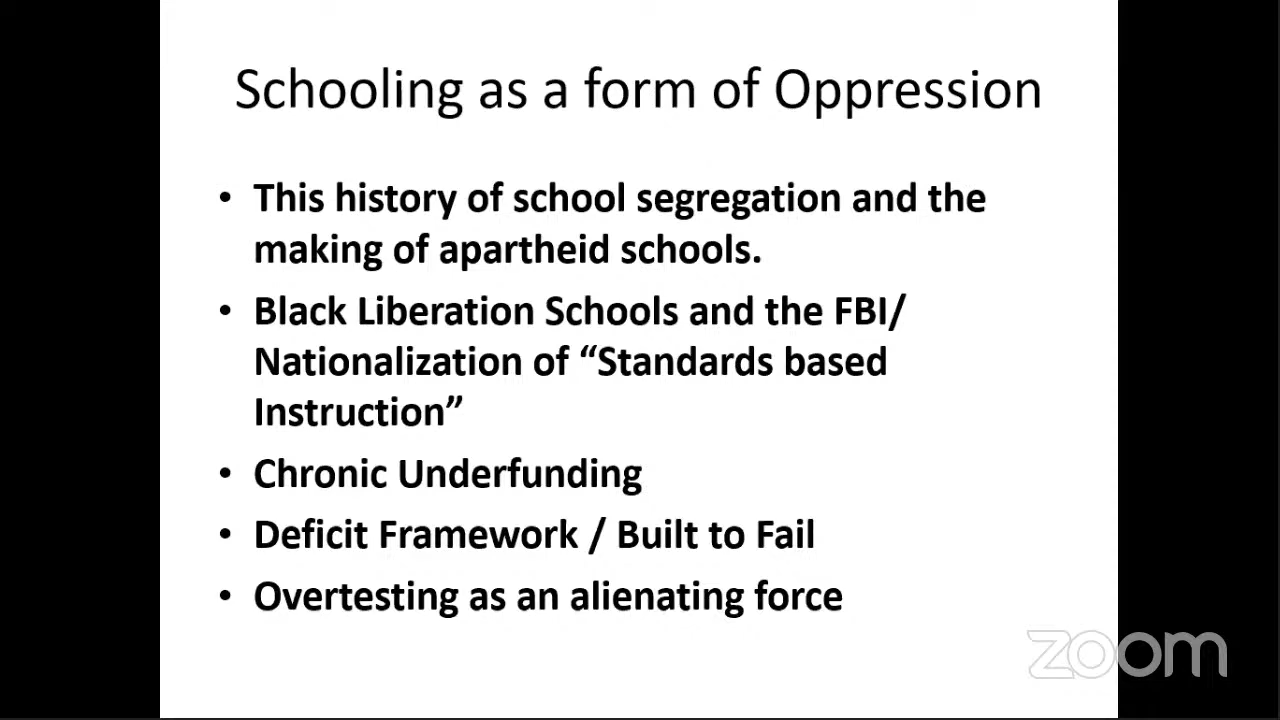 Schooling as a form of Oppression
• This history of school segregation and the
making of apartheid schools.
• Black Liberation Schools and the FBI/
Nationalization of “Standards based
Instruction”
• Chronic Underfunding
• Deficit Framework / Built to Fail
• Overtesting as an alienating force
zoom